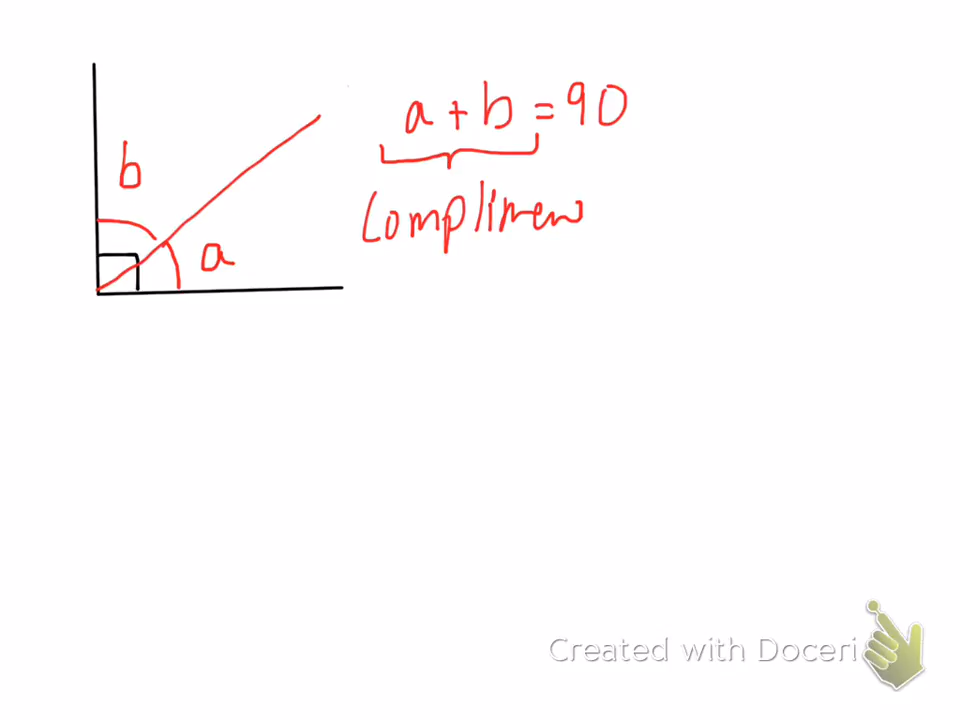 a + b = 90
b
complimen
a
Created with Doceri